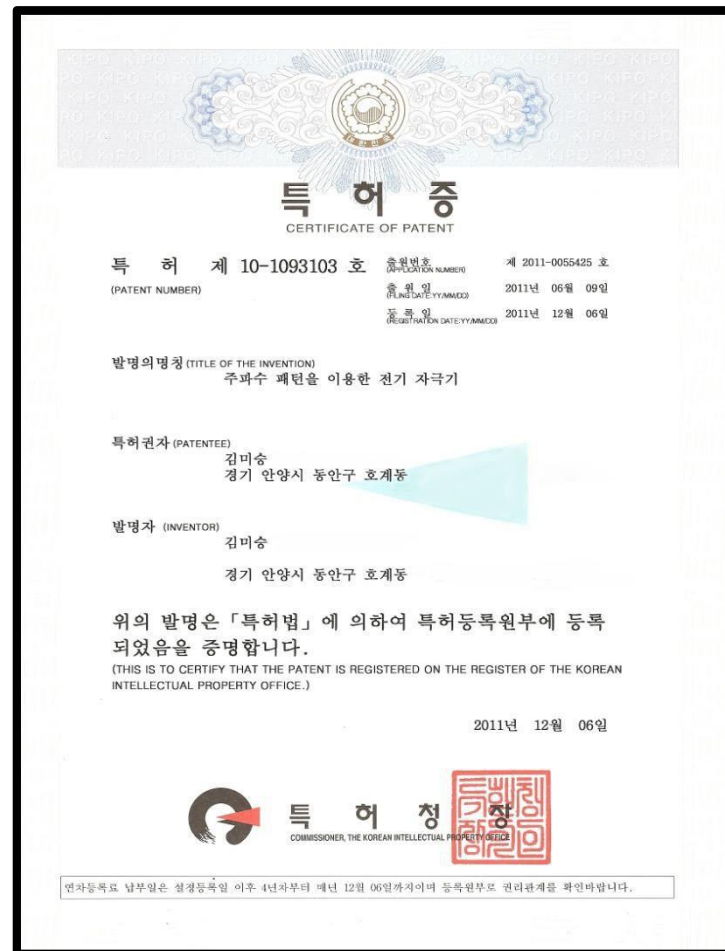 대한민국
특허증
CERTIFICATE OF PATENT
특 허 제 10-1093103 호
(PATENT NUMBER)
출원번호 제 2011-0055425 호
(APPLICATION NUMBER)
출원일 2011년 06월 09일
(FILING DATE:YY/MM/DD)
등록일 2011년 12월 06일
(REGISTRATION DATE:YY/MM/DD)
발명의명칭 (TITLE OF THE INVENTION)
주파수 패턴을 이용한 전기 자극기
특허권자 (PATENTEE)
김미승
경기 안양시 동안구 호계동
발명자 (INVENTOR)
김미승
경기 안양시 동안구 호계동
위의 발명은 「특허법」에 의하여 특허등록원부에 등록
되었음을 증명합니다.
(THIS IS TO CERTIFY THAT THE PATENT IS REGISTERED ON THE REGISTER OF THE KOREAN
INTELLECTUAL PROPERTY OFFICE.)
2011년 12월 06일
특 허 청 장
COMMISSIONER, THE KOREAN INTELLECTUAL PROPERTY OFFICE
연차등록료 납부일은 설정등록일 이후 4년차부터 매년 12월 06일까지이며 등록원부로 권리관계를 확인바랍니다.